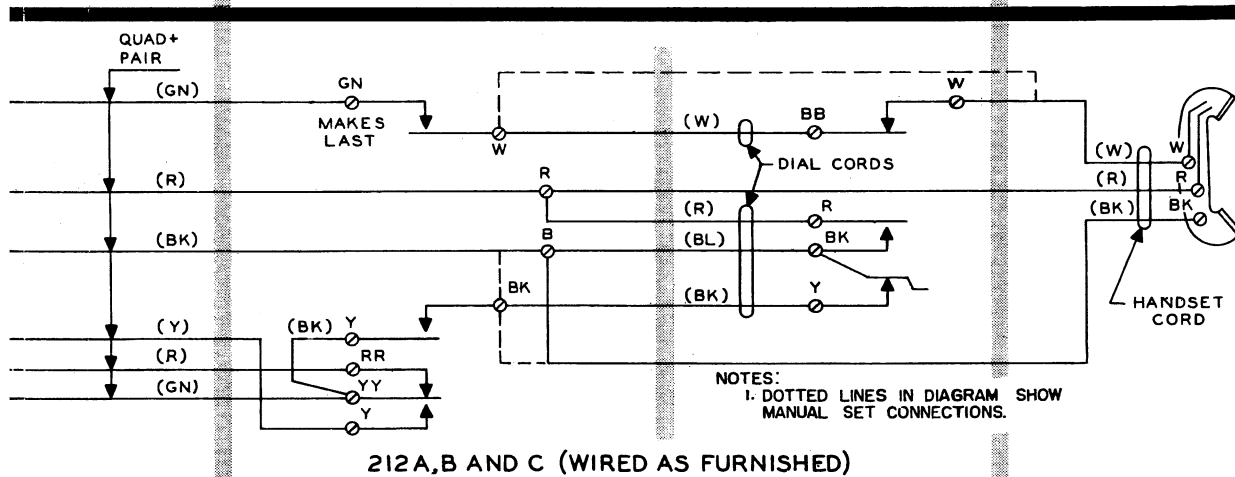 QUAD+
PAIR
(GN)
GN
MAKES
LAST
W
(W)
BB
W
DIAL CORDS
(W)
W
(R)
R
(R)
R
(R)
R
(BK)
B
(BL)
BK
(BK)
BK
BK
(BK)
Y
HANDSET
CORD
(Y)
(BK)
Y
(R)
RR
(GN)
YY
Y
NOTES:
1. DOTTED LINES IN DIAGRAM SHOW
MANUAL SET CONNECTIONS.
212A,B AND C (WIRED AS FURNISHED)